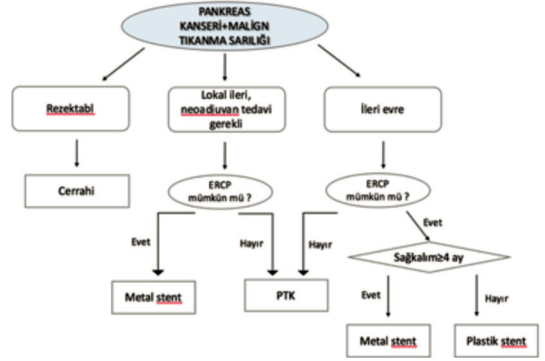 PANKREAS
KANSERİ+MALİGN
TIKANMA SARILIĞI
Rezektabl
Lokal ileri,
neoadjuvan tedavi
gerekli
İleri evre
Cerrahi
ERCP
mümkün mü ?
ERCP
mümkün mü ?
Evet
Hayır
Hayır
Evet
Sağkalım≥4 ay
Metal stent
PTK
Evet
Hayır
Metal stent
Plastik stent